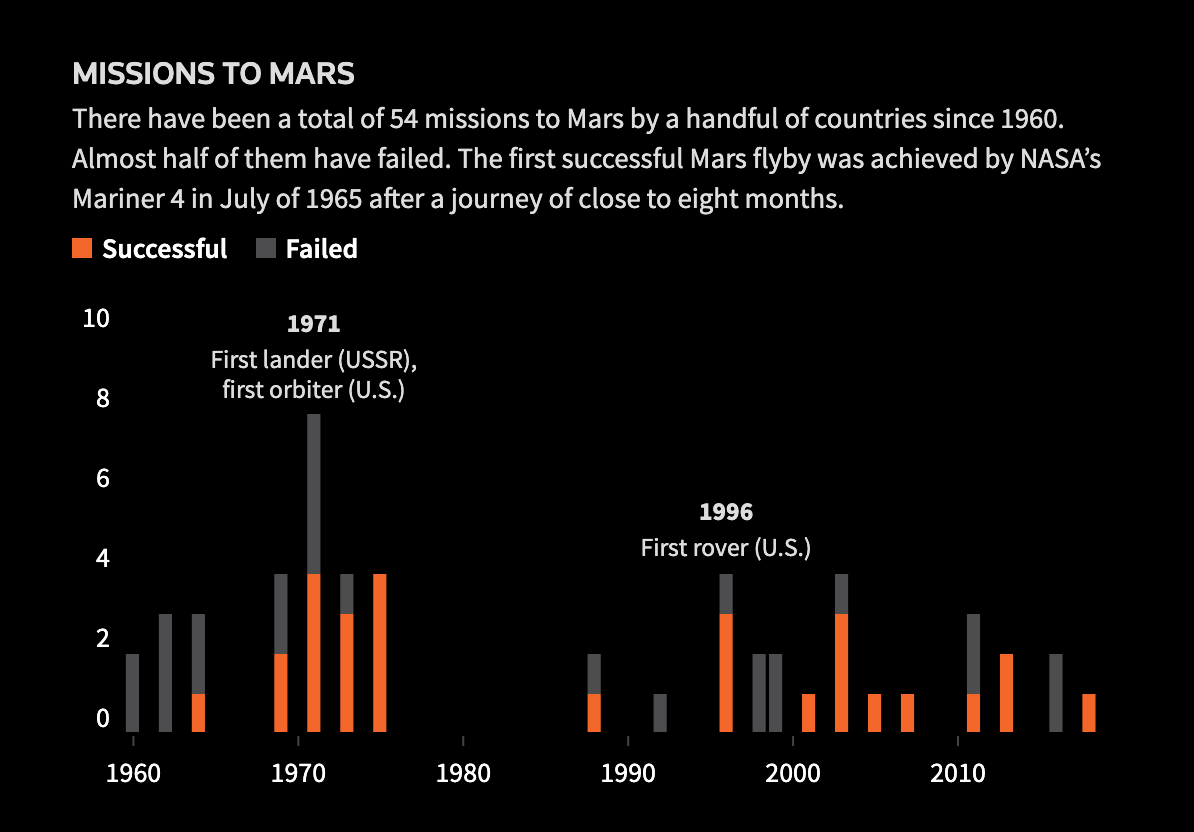 MISSIONS TO MARS
There have been a total of 54 missions to Mars by a handful of countries since 1960.
Almost half of them have failed. The first successful Mars flyby was achieved by NASA’s
Mariner 4 in July of 1965 after a journey of close to eight months.
Successful Failed
10
1971
First lander (USSR),
first orbiter (U.S.)
8
6
1996
First rover (U.S.)
4
2
0
1960 1970 1980 1990 2000 2010